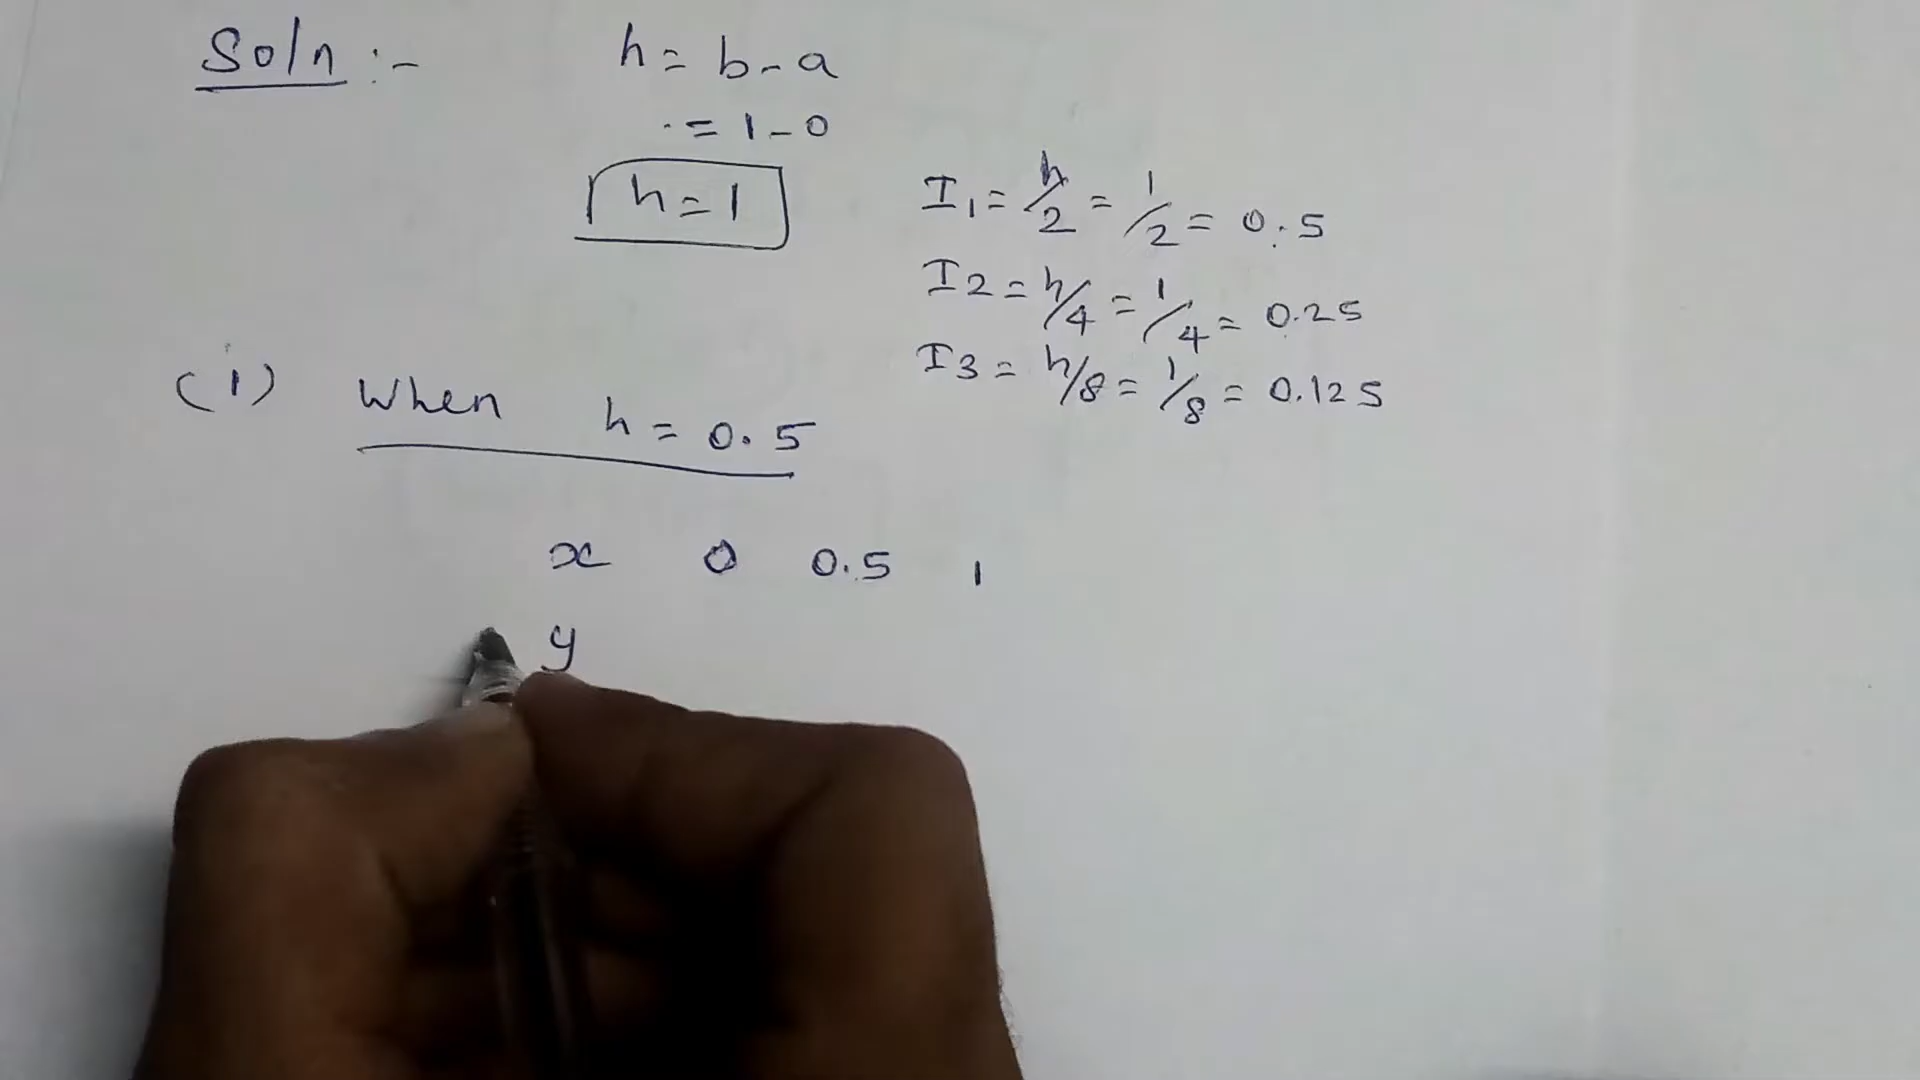 Soln :-
h = b - a
= 1 - 0
h = 1
I1 = h/2 = 1/2 = 0.5
I2 = h/4 = 1/4 = 0.25
I3 = h/8 = 1/8 = 0.125
(1) When h = 0.5
x 0 0.5 1
y